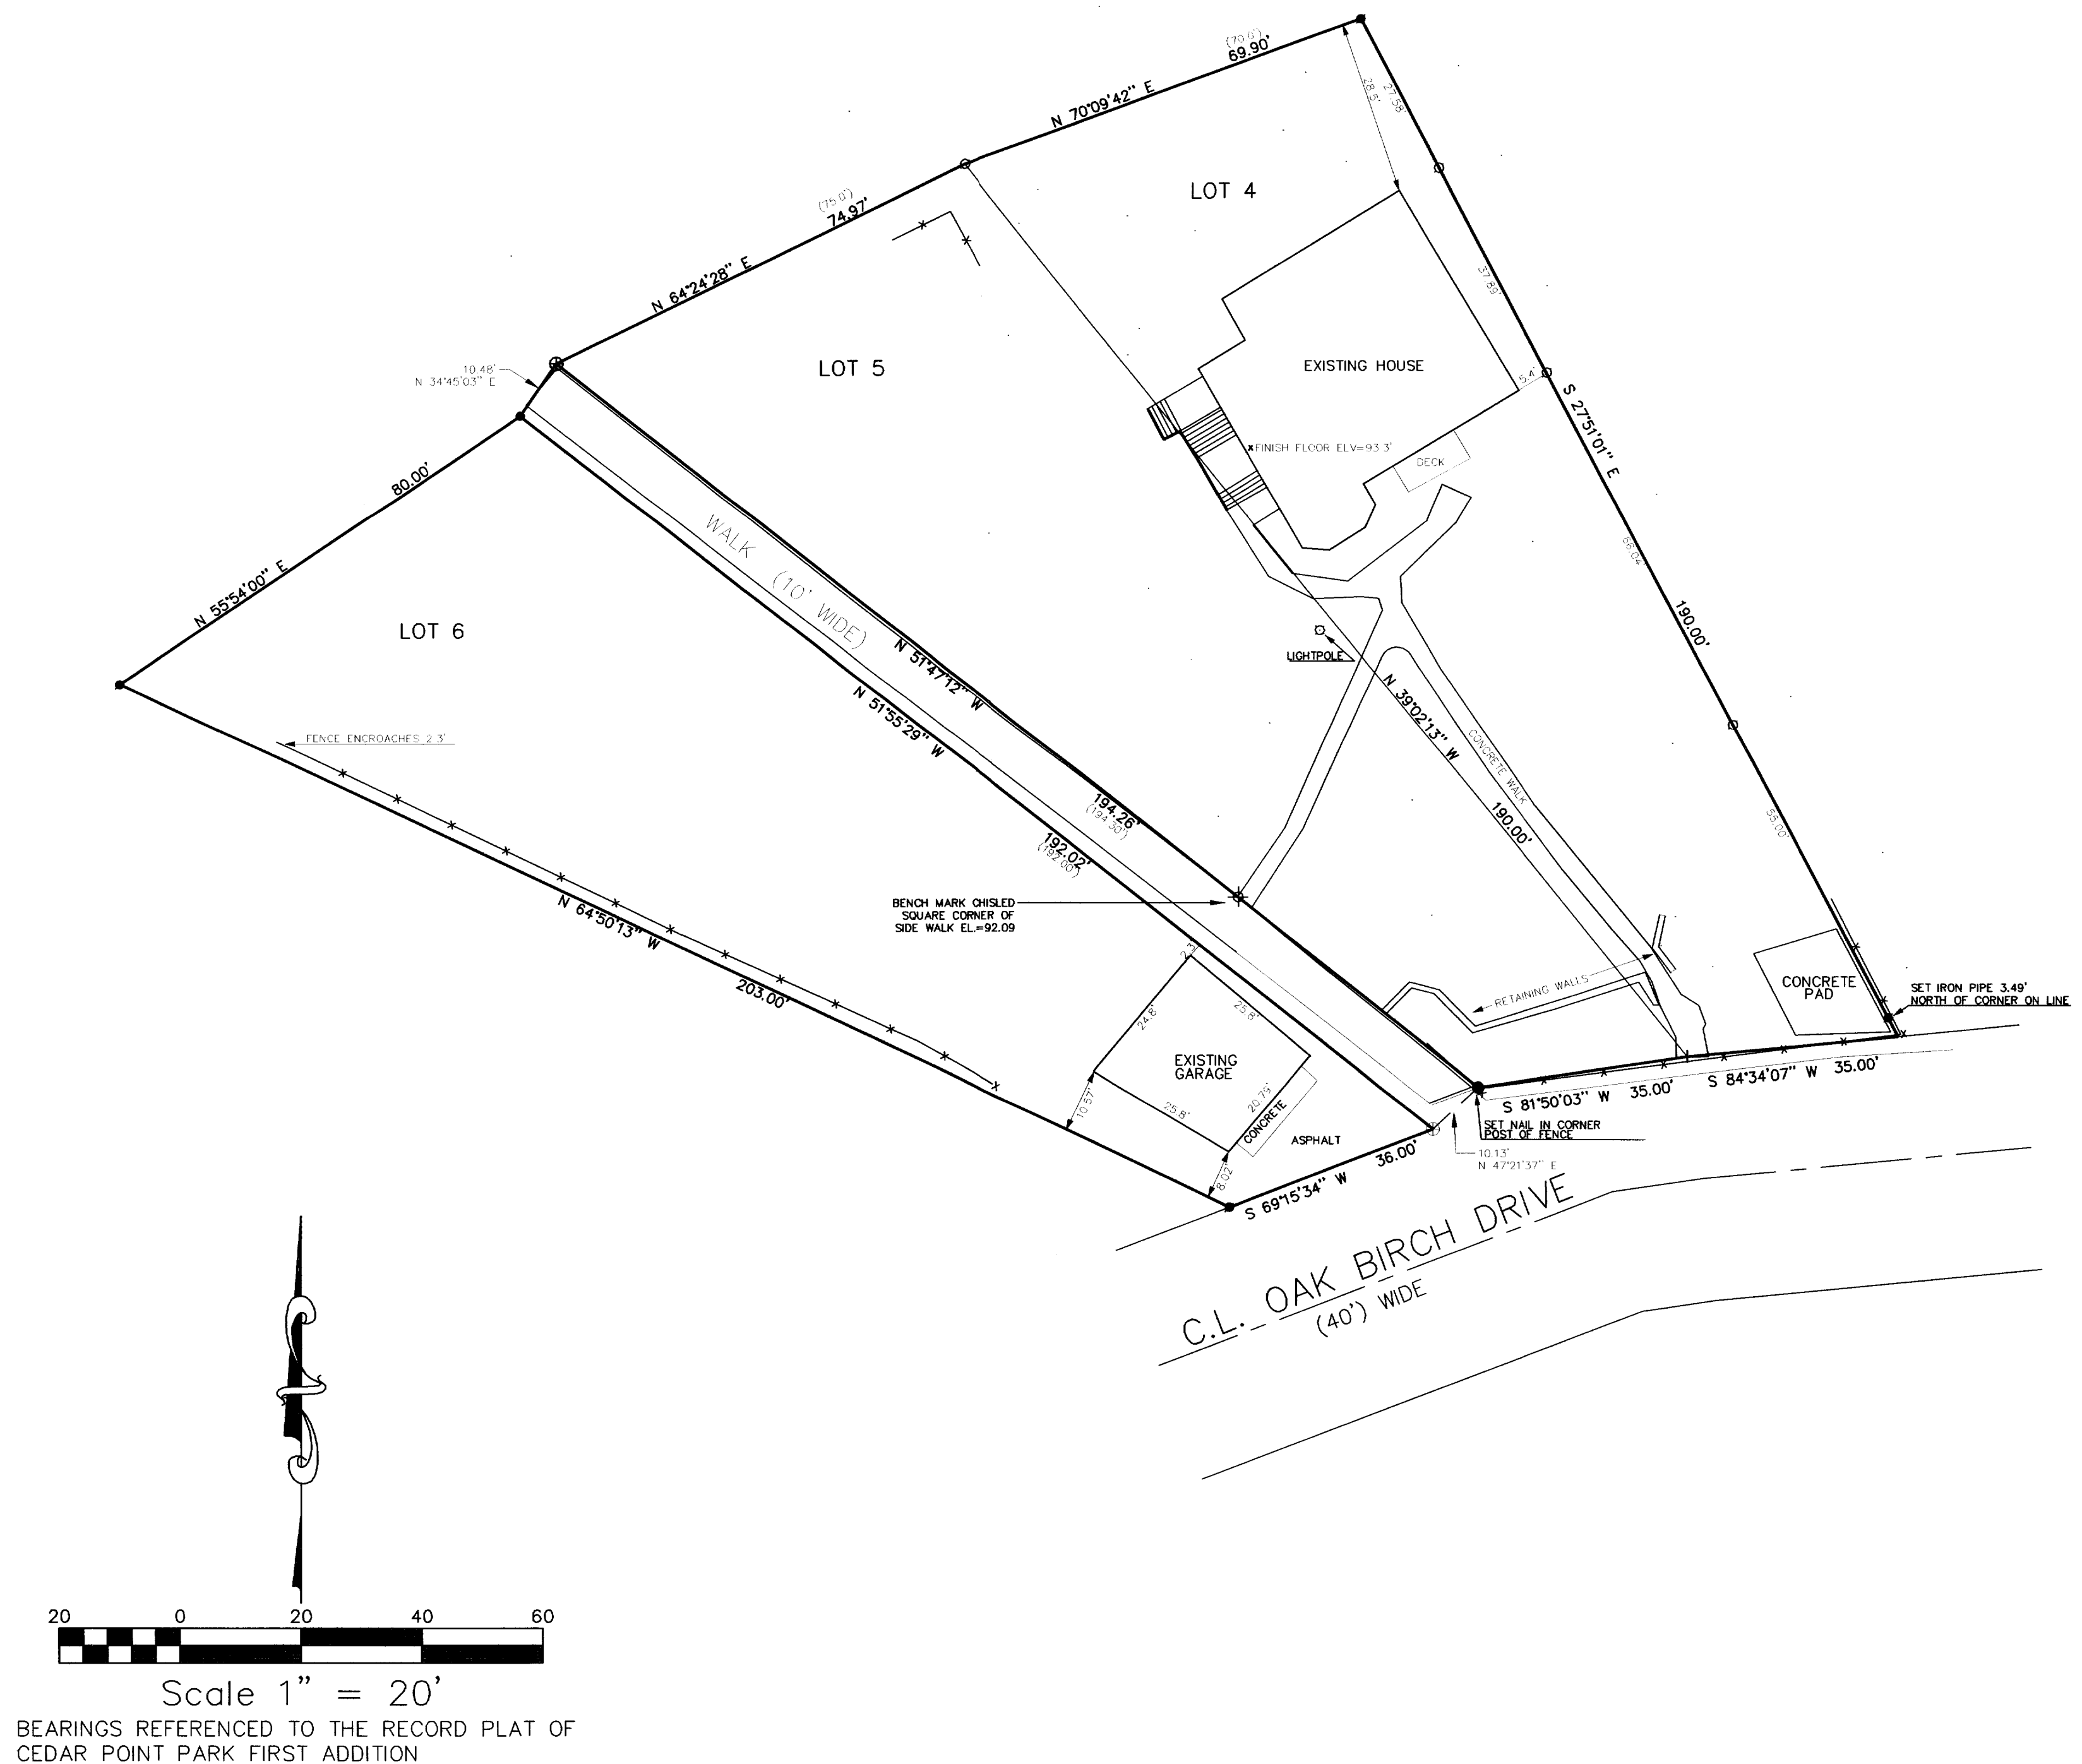 (70.0')
69.90'
N 70°09'42" E
28.5'
27.58'
LOT 4
(75.0')
74.97'
N 64°24'28" E
37.89'
LOT 5
EXISTING HOUSE
5.4'
10.48'
N 34°45'03" E
S 27°51'01" E
xFINISH FLOOR ELV=93.3'
DECK
80.00'
WALK (10' WIDE)
66.04'
N 55°54'00" E
190.00'
LOT 6
N 51°47'12" W
LIGHTPOLE
N 51°55'29" W
N 39°02'13" W
CONCRETE WALK
FENCE ENCROACHES 2.3'
190.00'
55.00'
194.26'
(194.30')
192.02'
(192.00')
BENCH MARK CHISLED
SQUARE CORNER OF
SIDE WALK EL.=92.09
N 64°50'13" W
203.00'
2.3'
RETAINING WALLS
CONCRETE
PAD
SET IRON PIPE 3.49'
NORTH OF CORNER ON LINE
24.8'
25.8'
EXISTING
GARAGE
10.57'
25.8'
20.79'
CONCRETE
ASPHALT
8.02'
S 84°34'07" W 35.00'
S 81°50'03" W 35.00'
SET NAIL IN CORNER
POST OF FENCE
10.13'
N 47°21'37" E
S 69°15'34" W 36.00'
C.L. OAK BIRCH DRIVE
(40') WIDE
20 0 20 40 60
Scale 1" = 20'
BEARINGS REFERENCED TO THE RECORD PLAT OF
CEDAR POINT PARK FIRST ADDITION